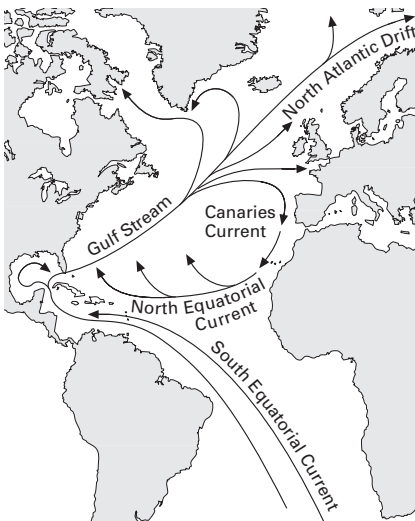 North Atlantic Drift
Gulf Stream
Canaries
Current
North Equatorial
Current
South Equatorial Current